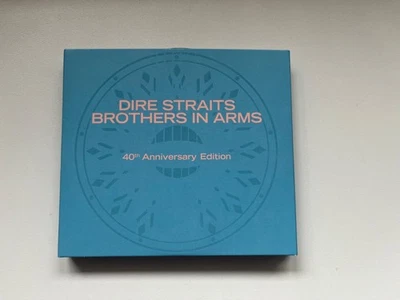 DIRE STRAITS
BROTHERS IN ARMS
40th Anniversary Edition